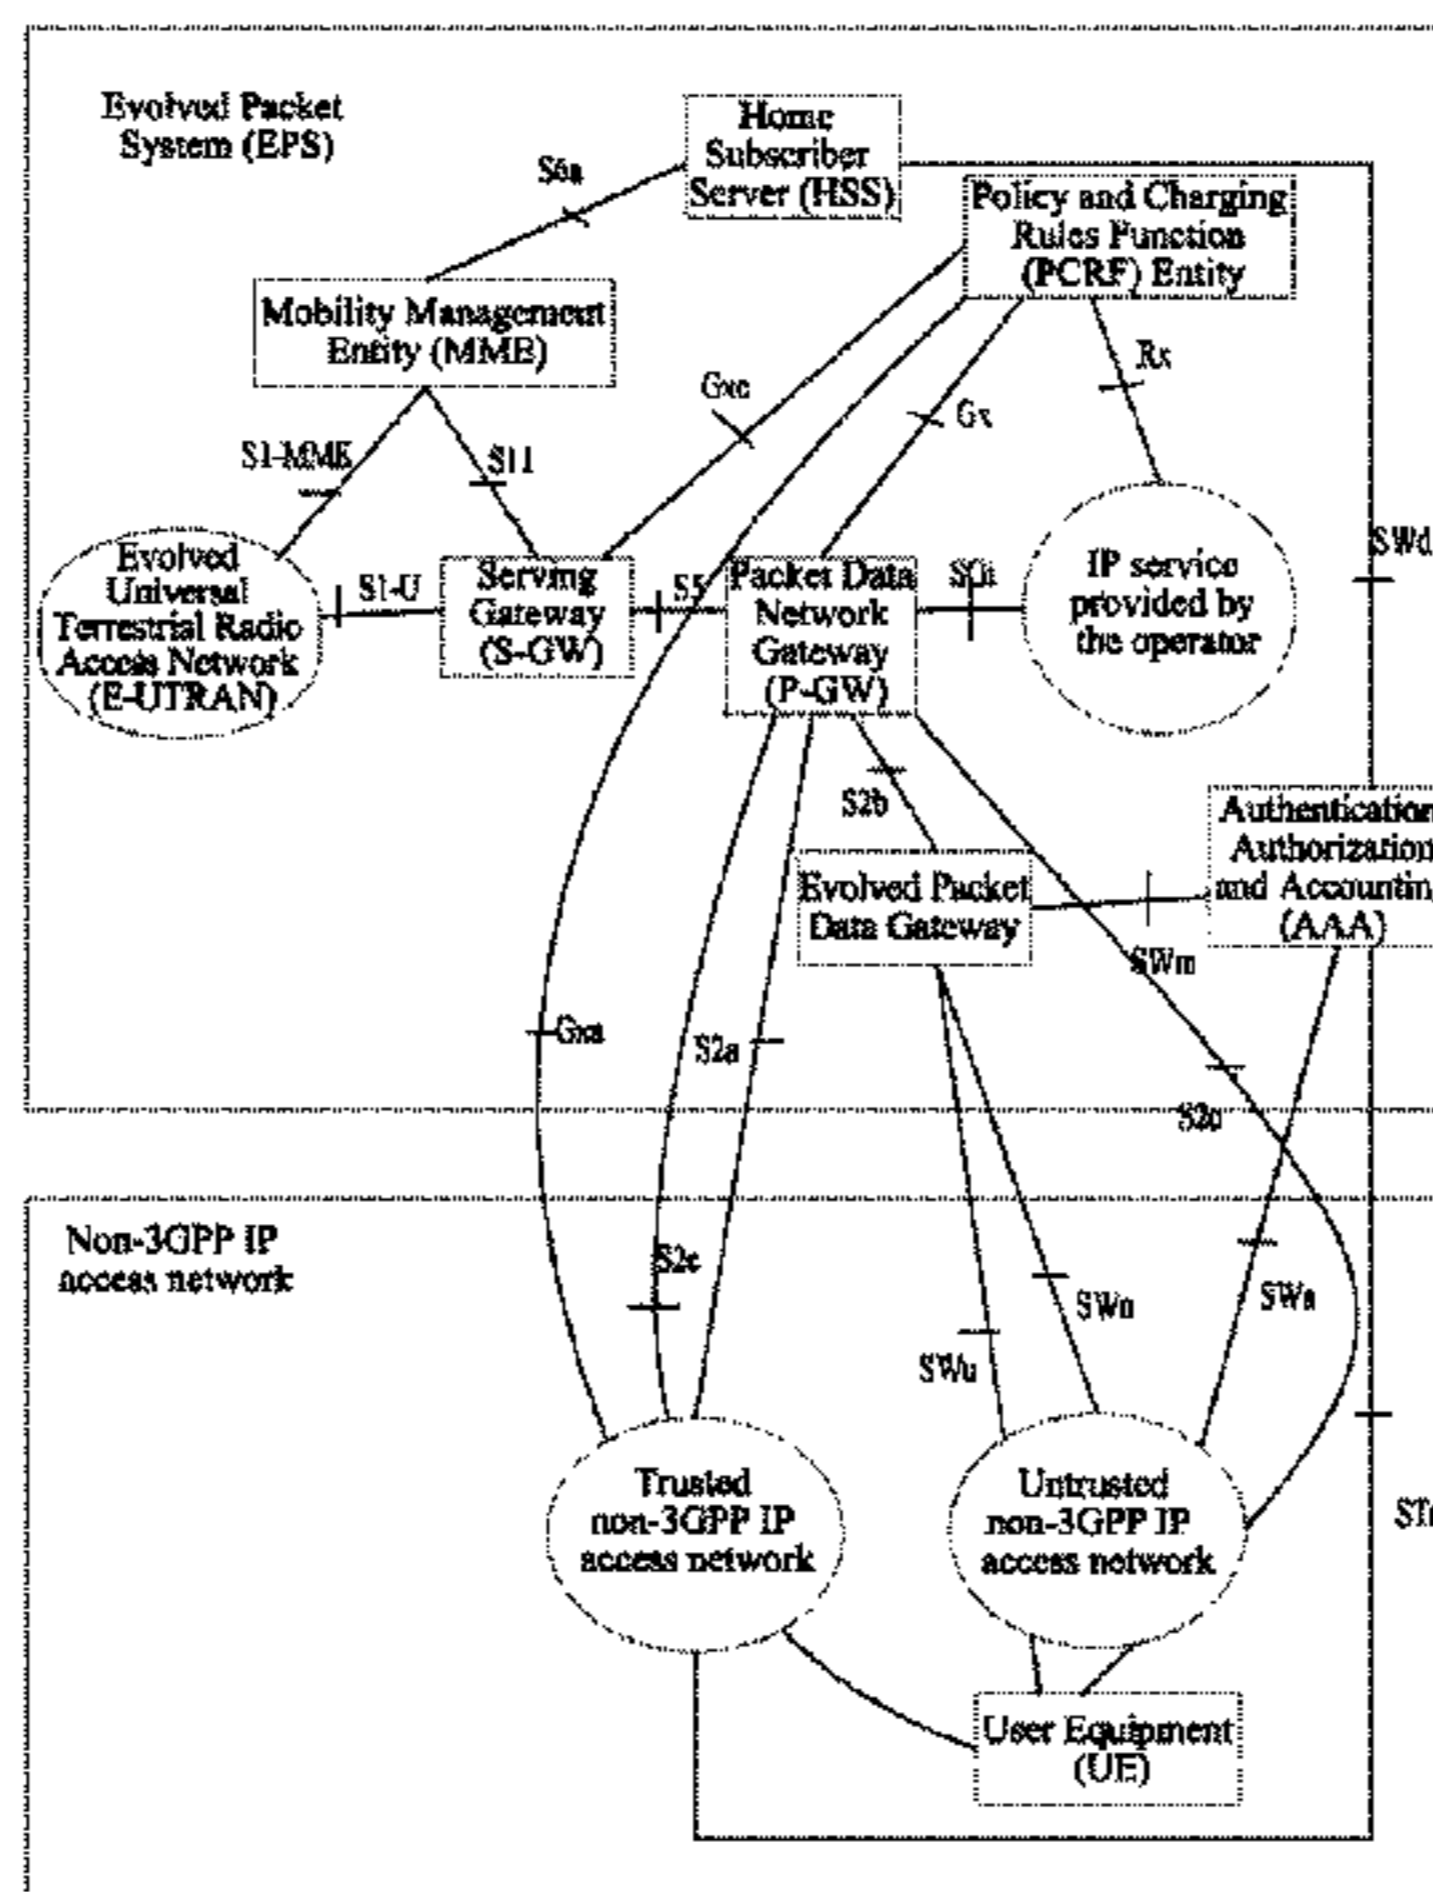 Evolved Packet
System (EPS)
Home
Subscriber
Server (HSS)
S6a
Policy and Charging
Rules Function
(PCRF) Entity
Mobility Management
Entity (MME)
Gxc
Gx
Rx
S1-MME
S11
SWd
Evolved
Universal
Terrestrial Radio
Access Network
(E-UTRAN)
S1-U
Serving
Gateway
(S-GW)
S5
Packet Data
Network
Gateway
(P-GW)
SGi
IP service
provided by
the operator
S2b
Evolved Packet
Data Gateway
Authentication
Authorization
and Accountin
(AAA)
SWm
Gxa
S2a
S2c
Non-3GPP IP
access network
S2c
SWn
SWa
SWu
Trusted
non-3GPP IP
access network
Untrusted
non-3GPP IP
access network
User Equipment
(UE)